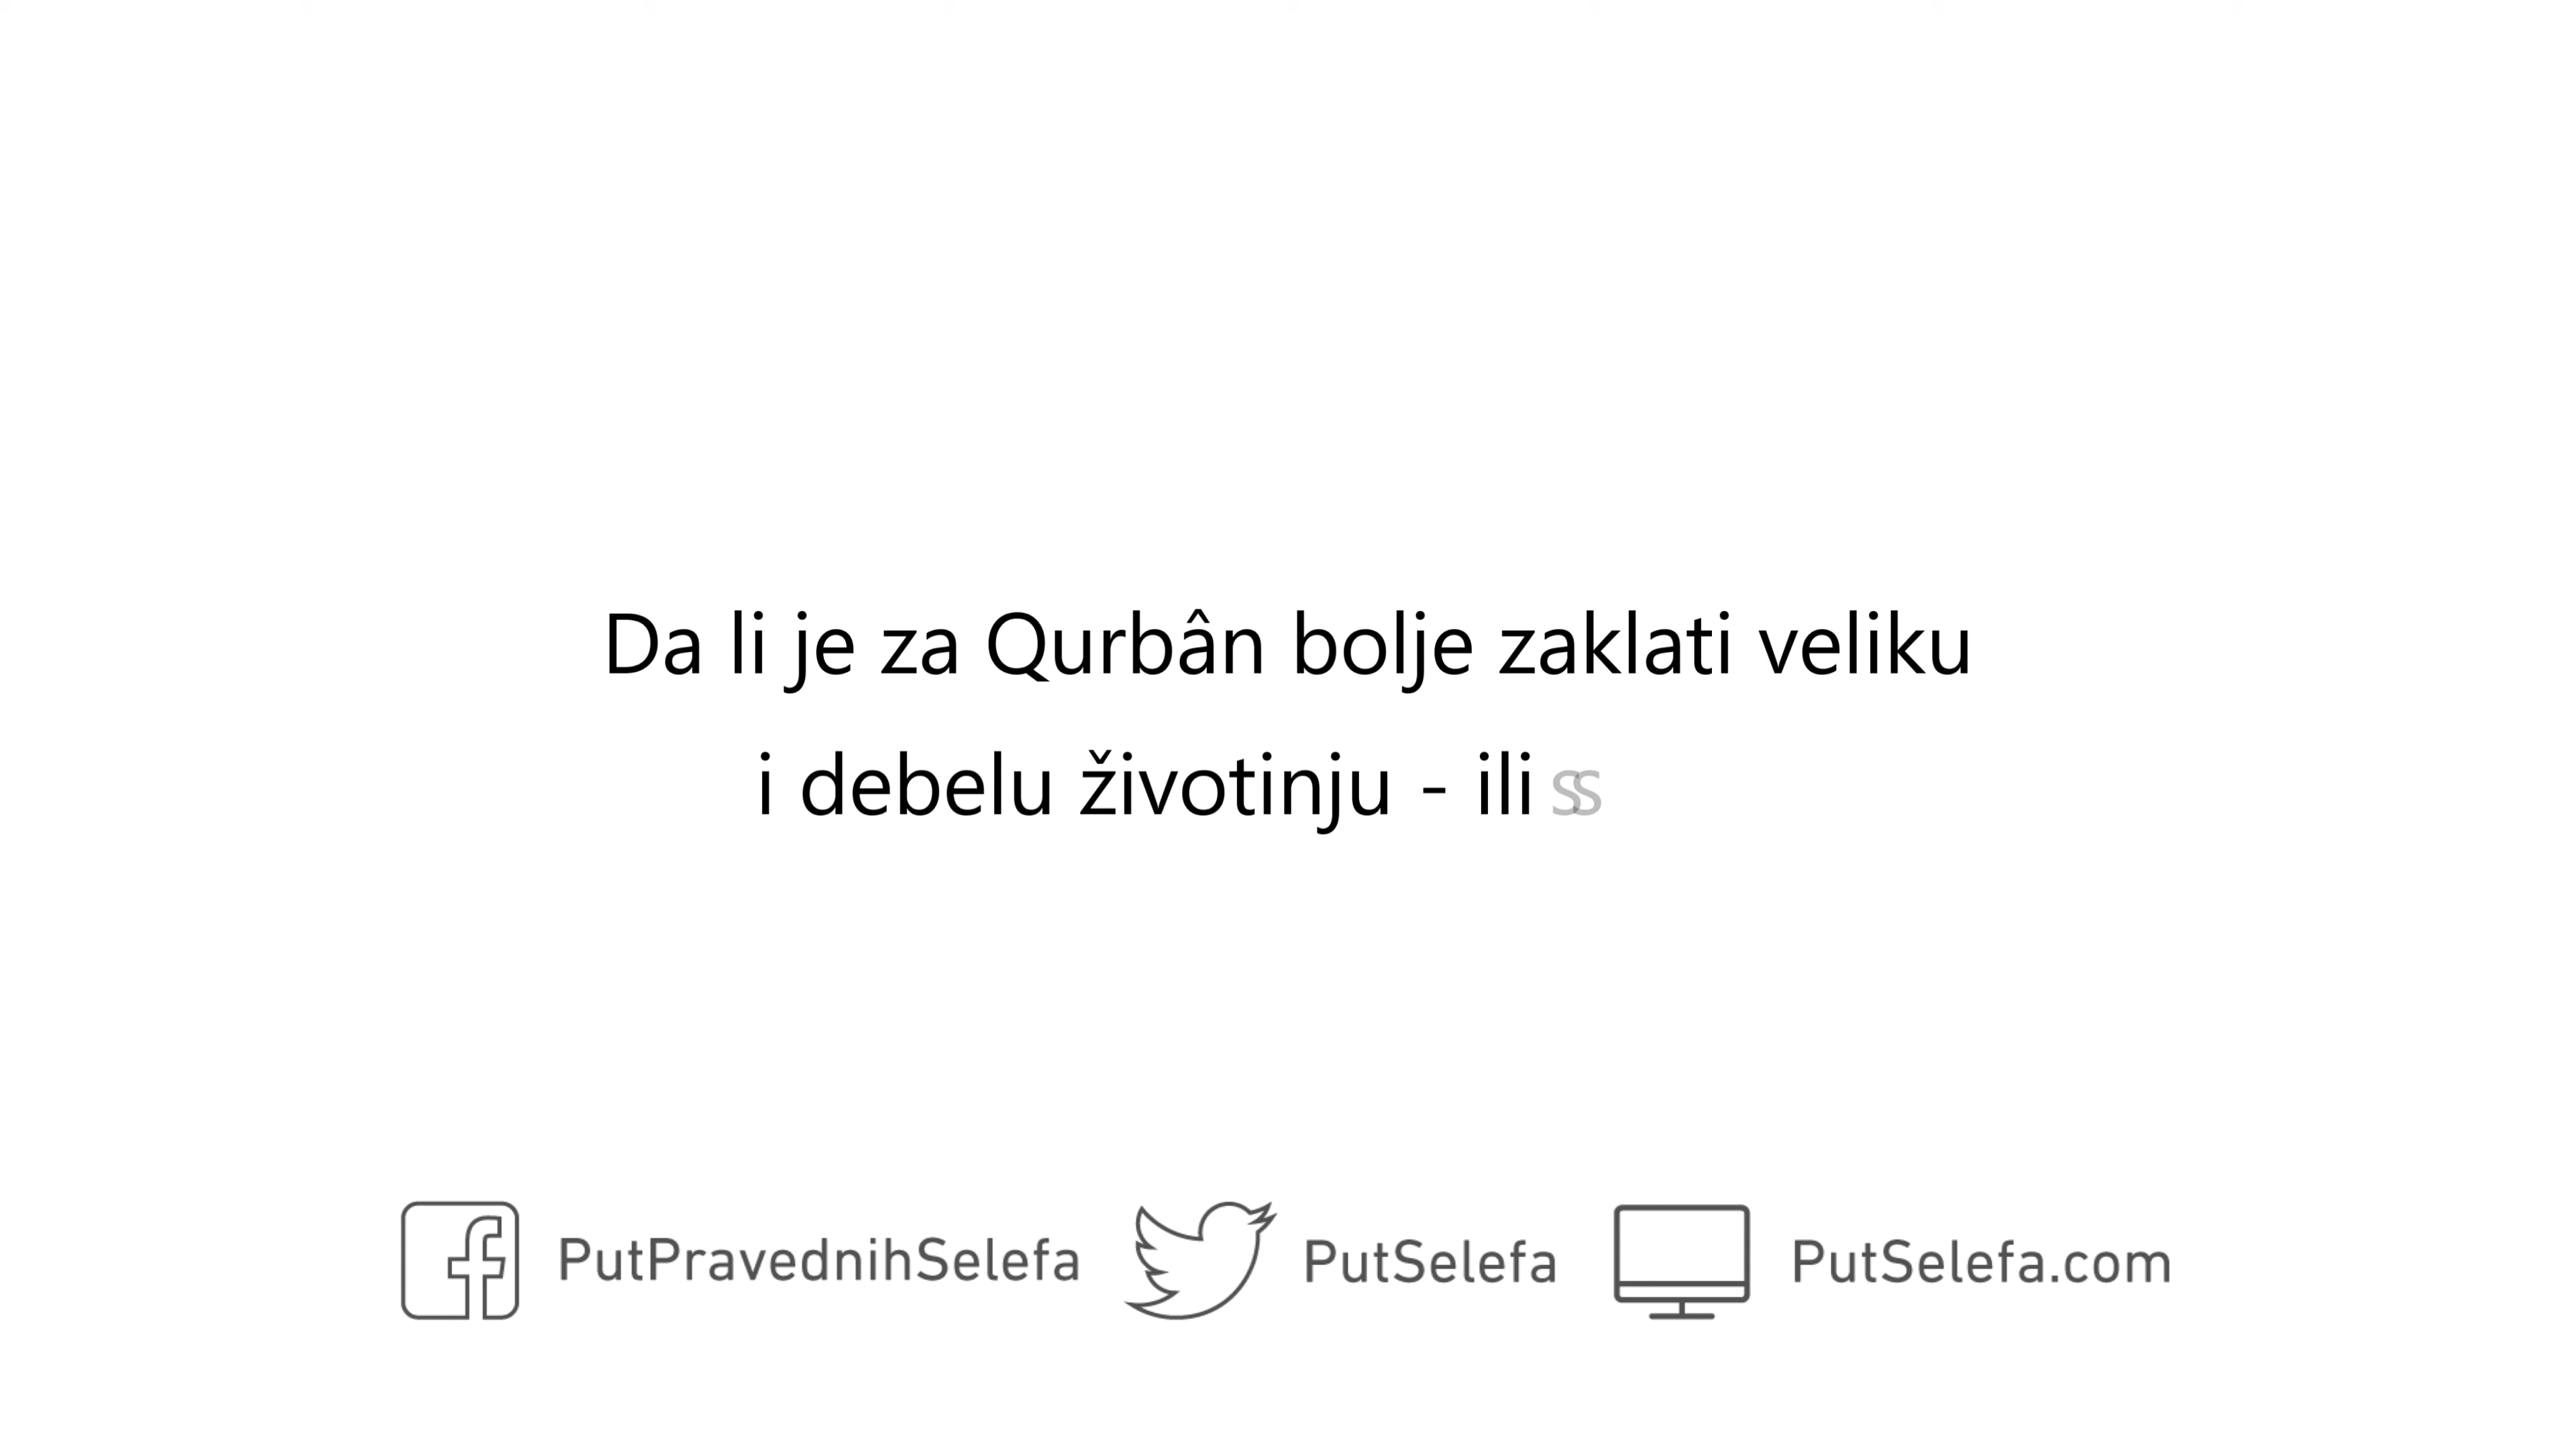 Da li je za Qurbân bolje zaklati veliku
i debelu životinju - ili
PutPravednihSelefa PutSelefa PutSelefa.com